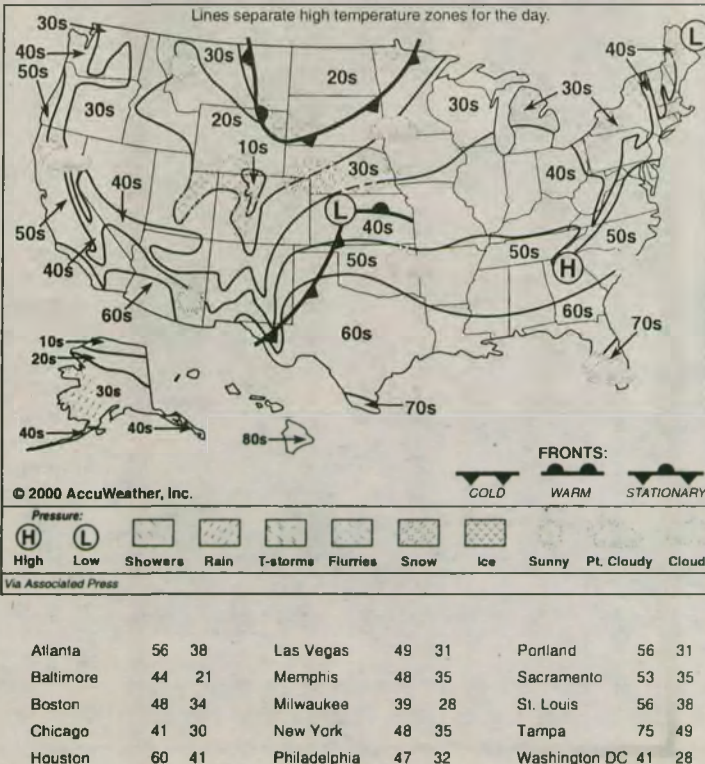 Lines separate high temperature zones for the day.
30s
40s
50s
30s
30s
20s
20s
10s
30s
30s
30s
40s
L
40s
40s
50s
40s
60s
L
40s
50s
50s
H
50s
60s
60s
70s
70s
10s
20s
30s
40s
40s
80s
FRONTS:
COLD WARM STATIONARY
© 2000 AccuWeather, Inc.
Pressure:
H L
High Low Showers Rain T-storms Flurries Snow Ice Sunny Pt. Cloudy Cloud
Via Associated Press
Atlanta 56 38 Las Vegas 49 31 Portland 56 31
Baltimore 44 21 Memphis 48 35 Sacramento 53 35
Boston 48 34 Milwaukee 39 28 St. Louis 56 38
Chicago 41 30 New York 48 35 Tampa 75 49
Houston 60 41 Philadelphia 47 32 Washington DC 41 28